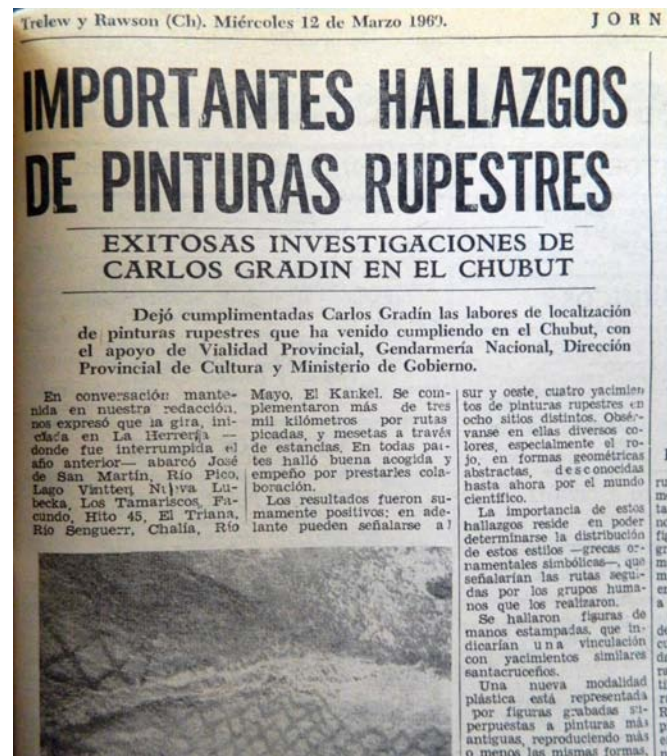 Trelew y Rawson (Ch). Miércoles 12 de Marzo 1969.
JORN
IMPORTANTES HALLAZGOS
DE PINTURAS RUPESTRES
EXITOSAS INVESTIGACIONES DE
CARLOS GRADIN EN EL CHUBUT
Dejó cumplimentadas Carlos Gradín las labores de localización
de pinturas rupestres que ha venido cumpliendo en el Chubut, con
el apoyo de Vialidad Provincial, Gendarmería Nacional, Dirección
Provincial de Cultura y Ministerio de Gobierno.
En conversación mante-
nida en nuestra redacción,
nos expresó que la gira, ini-
ciada en La Herrería —
donde fue interrumpida el
año anterior— abarcó José
de San Martín, Río Pico,
Lago Vintter, Nueva Lu-
becka, Los Tamariscos, Fa-
cundo, Hito 45, El Triana,
Río Senguerr, Chalía, Río
Mayo, El Kankel. Se com-
plementaron más de tres
mil kilómetros por rutas
picadas, y mesetas a través
de estancias. En todas par-
tes halló buena acogida y
empeño por prestarles cola-
boración.
Los resultados fueron su-
mamente positivos; en ade-
lante pueden señalarse al
sur y oeste, cuatro yacimien
tos de pinturas rupestres en
ocho sitios distintos. Obsér-
vanse en ellas diversos co-
lores, especialmente el ro-
jo, en formas geométricas
abstractas, desconocidas
hasta ahora por el mundo
científico.
La importancia de estos
hallazgos reside en poder
determinarse la distribución
de estos estilos —grecas or-
namentales simbólicas—, que
señalarían las rutas segui-
das por los grupos huma-
nos que los realizaron.
Se hallaron figuras de
manos estampadas, que in-
dicarían una vinculación
con yacimientos similares
santacruceños.
Una nueva modalidad
plástica está representada
por figuras grabadas su-
perpuestas a pinturas más
antiguas, reproduciendo más
o menos las mismas formas,